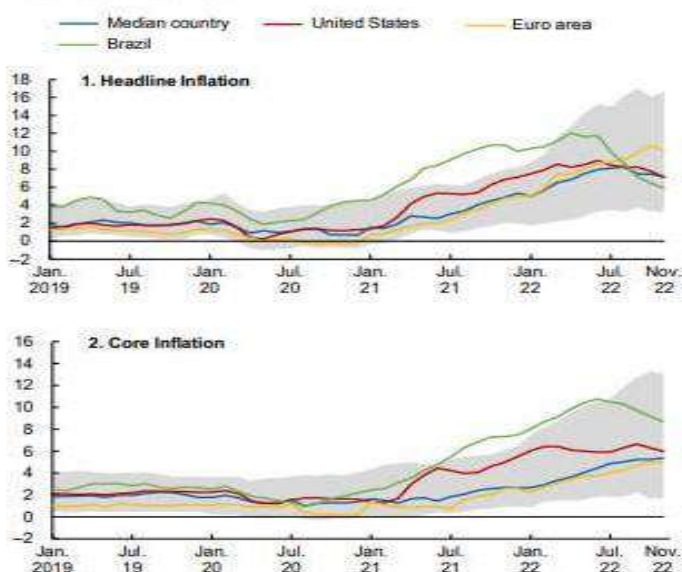 Median country United States Euro area
Brazil
1. Headline Inflation
18
16
14
12
10
8
6
4
2
0
−2
Jan. Jul. Jan. Jul. Jan. Jul. Jan. Jul. Nov.
2019 19 20 20 21 21 22 22 22
2. Core Inflation
16
14
12
10
8
6
4
2
0
−2
Jan. Jul. Jan. Jul. Jan. Jul. Jan. Jul. Nov.
2019 19 20 20 21 21 22 22 22